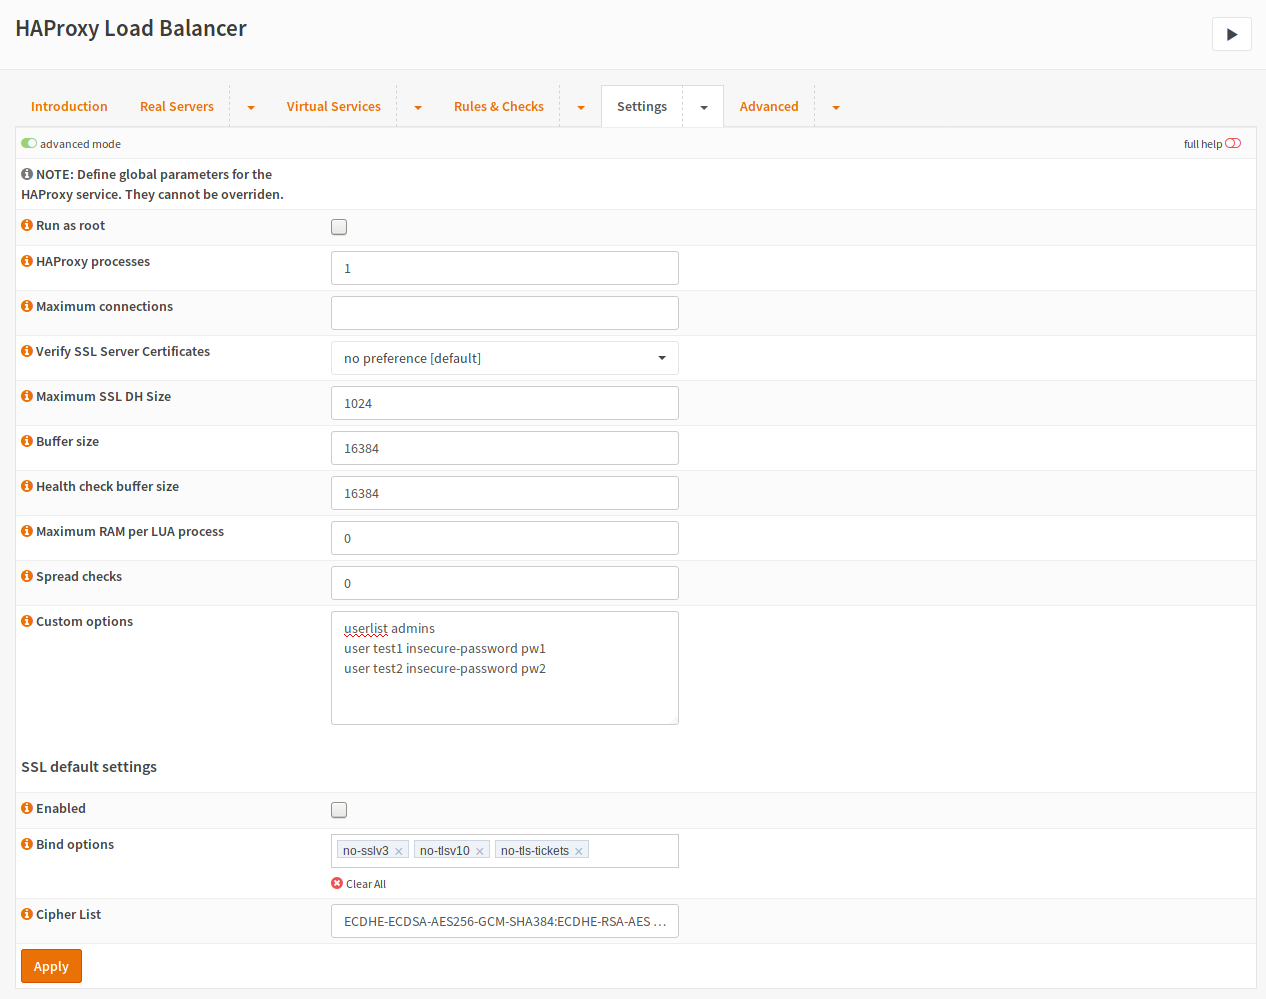 HAProxy Load Balancer
Introduction Real Servers Virtual Services Rules & Checks Settings Advanced
advanced mode full help
NOTE: Define global parameters for the
HAProxy service. They cannot be overriden.
Run as root
HAProxy processes 1
Maximum connections
Verify SSL Server Certificates no preference [default]
Maximum SSL DH Size 1024
Buffer size 16384
Health check buffer size 16384
Maximum RAM per LUA process 0
Spread checks 0
Custom options userlist admins
user test1 insecure-password pw1
user test2 insecure-password pw2
SSL default settings
Enabled
Bind options no-sslv3 × no-tlsv10 × no-tls-tickets ×
Clear All
Cipher List ECDHE-ECDSA-AES256-GCM-SHA384:ECDHE-RSA-AES ...
Apply